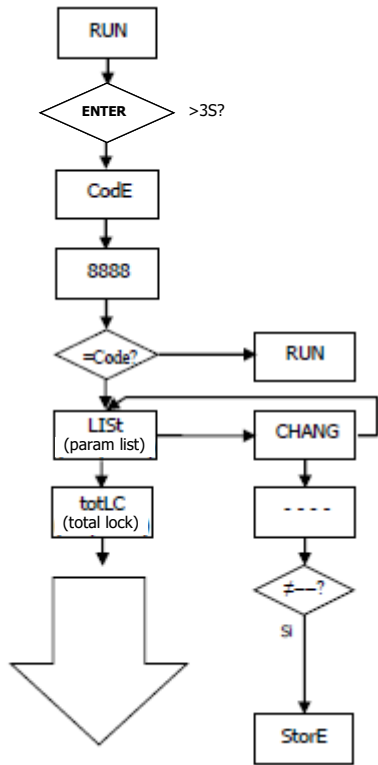 RUN
ENTER >3S?
CodE
8888
=Code? RUN
LISt CHANG
(param list)
totLC - - - -
(total lock)
≠----?
Si
StorE